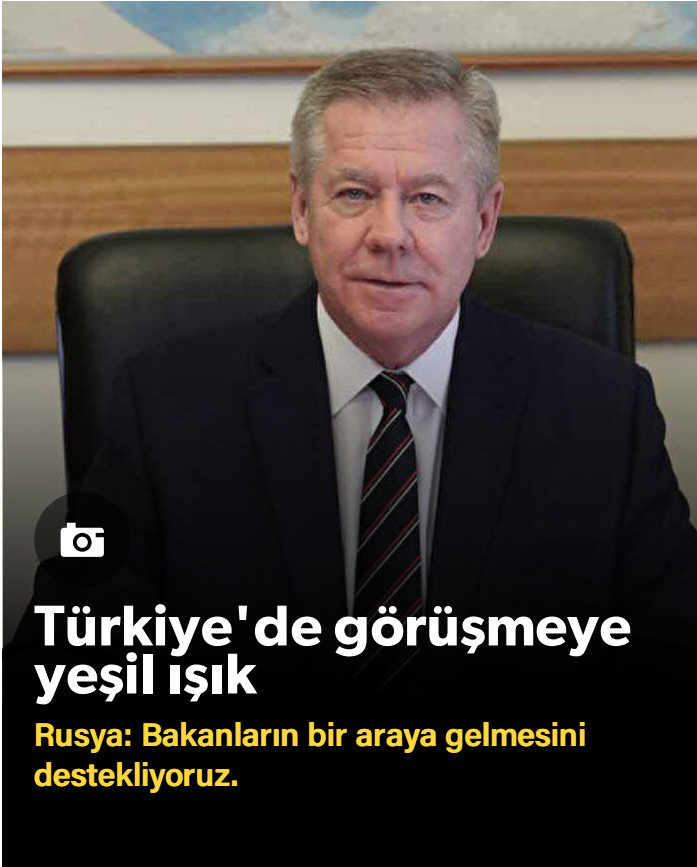 Türkiye'de görüşmeye
yeşil ışık
Rusya: Bakanların bir araya gelmesini
destekliyoruz.